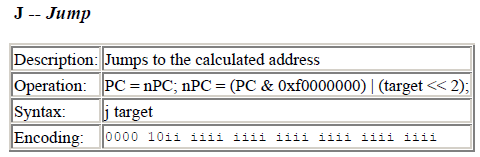 J -- Jump
Description: Jumps to the calculated address
Operation: PC = nPC; nPC = (PC & 0xf0000000) | (target << 2);
Syntax: j target
Encoding: 0000 10ii iiii iiii iiii iiii iiii iiii